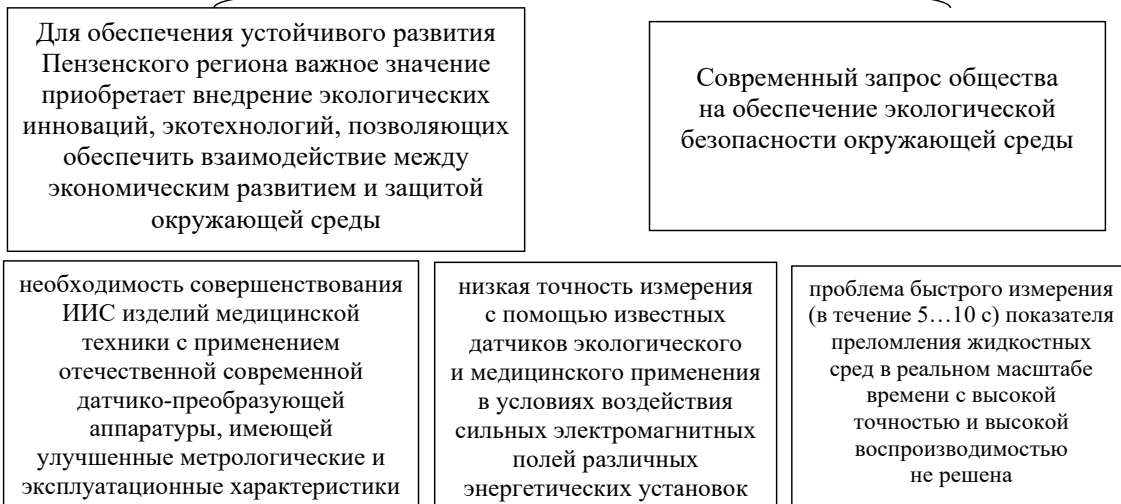 Для обеспечения устойчивого развития
Пензенского региона важное значение
приобретает внедрение экологических
инноваций, экотехнологий, позволяющих
обеспечить взаимодействие между
экономическим развитием и защитой
окружающей среды
Современный запрос общества
на обеспечение экологической
безопасности окружающей среды
необходимость совершенствования
ИИС изделий медицинской
техники с применением
отечественной современной
датчико-преобразующей
аппаратуры, имеющей
улучшенные метрологические и
эксплуатационные характеристики
низкая точность измерения
с помощью известных
датчиков экологического
и медицинского применения
в условиях воздействия
сильных электромагнитных
полей различных
энергетических установок
проблема быстрого измерения
(в течение 5…10 с) показателя
преломления жидкостных
сред в реальном масштабе
времени с высокой
точностью и высокой
воспроизводимостью
не решена